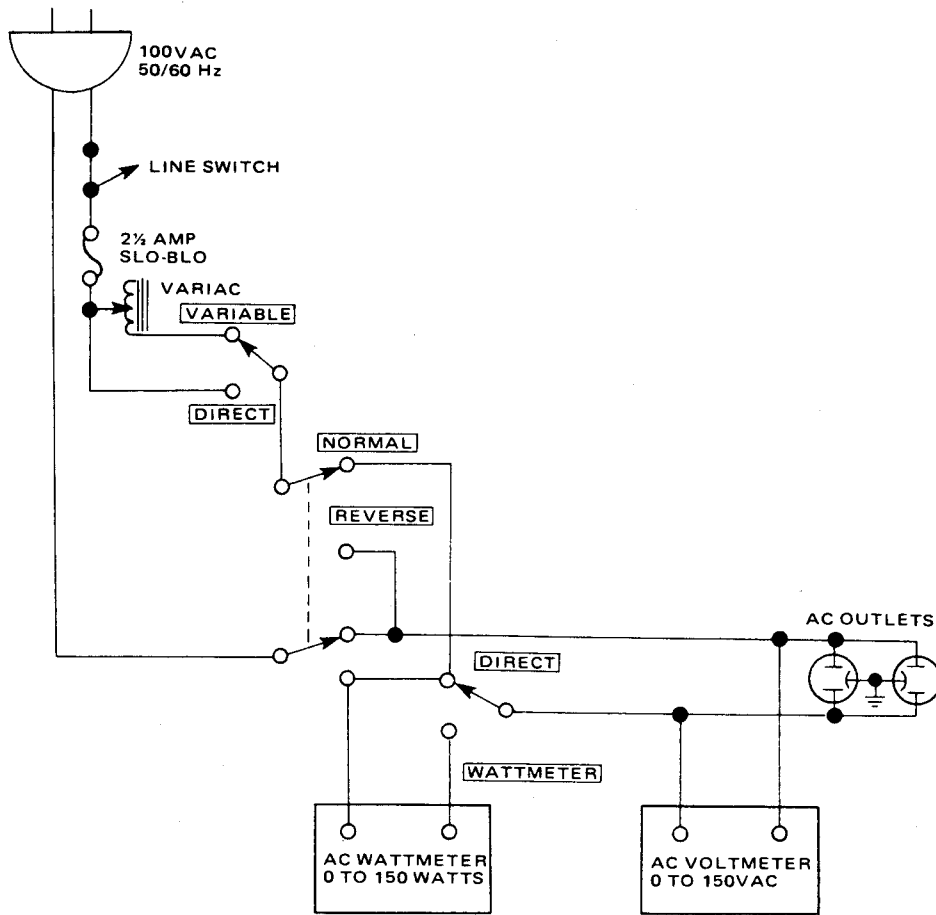 100VAC
50/60 Hz
LINE SWITCH
2½ AMP
SLO-BLO
VARIAC
VARIABLE
DIRECT
NORMAL
REVERSE
AC OUTLETS
DIRECT
WATTMETER
AC WATTMETER
0 TO 150 WATTS
AC VOLTMETER
0 TO 150VAC